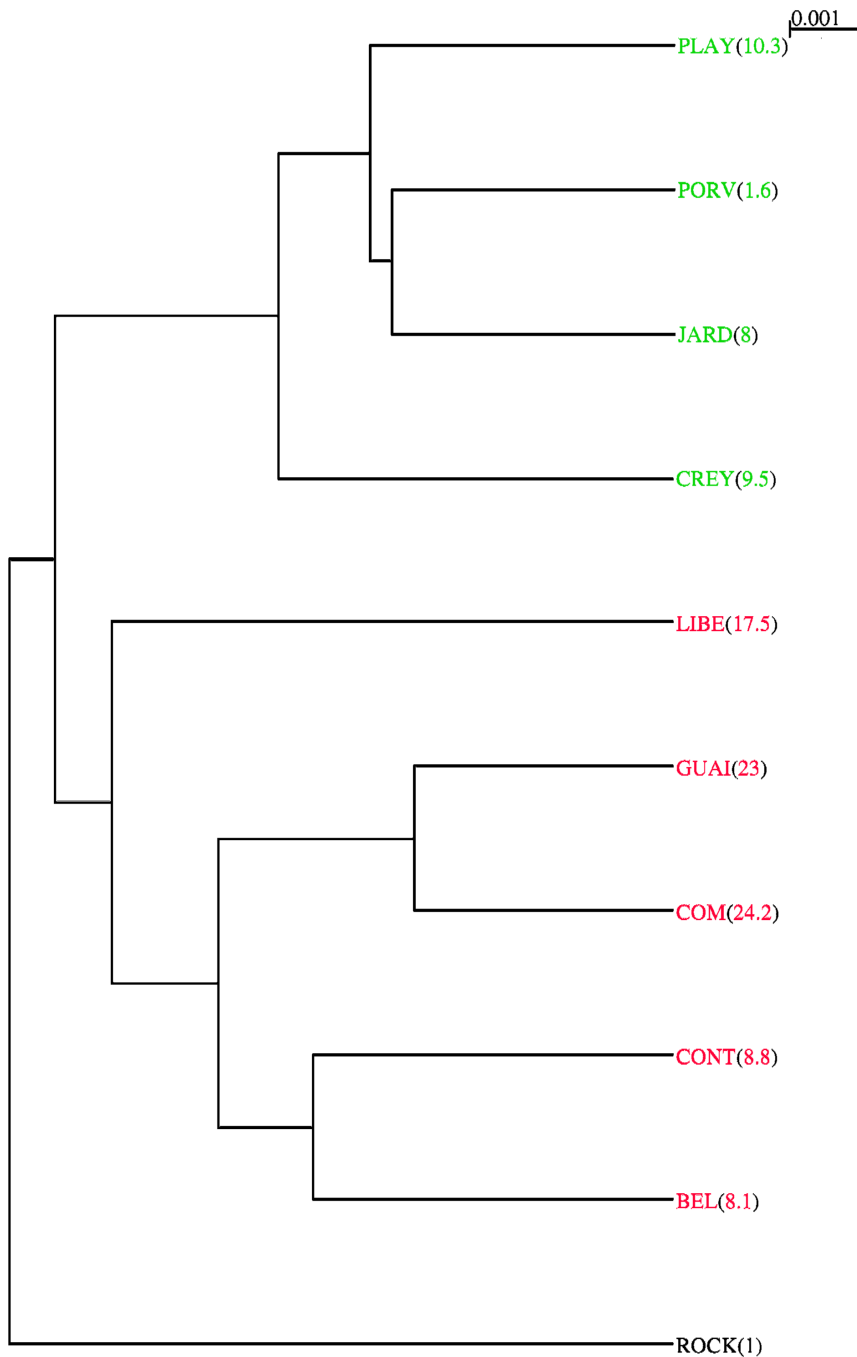 0.001
PLAY(10.3)
PORV(1.6)
JARD(8)
CREY(9.5)
LIBE(17.5)
GUAI(23)
COM(24.2)
CONT(8.8)
BEL(8.1)
ROCK(1)